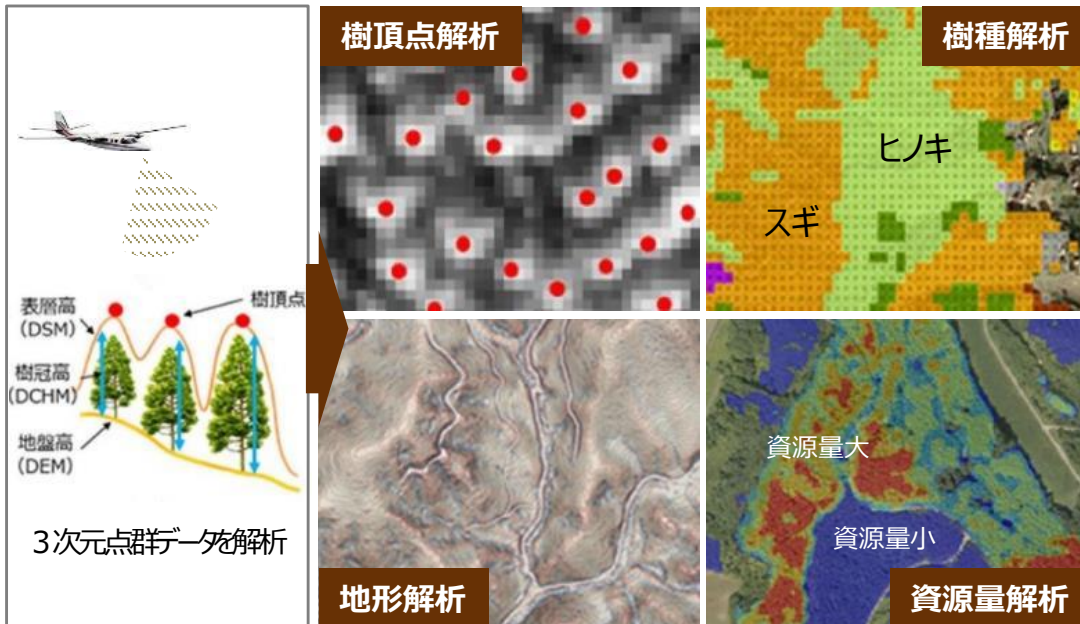 表層高
(DSM)
樹頂点
樹冠高
(DCHM)
地盤高
(DEM)
3次元点群データを解析
樹頂点解析
樹種解析
ヒノキ
スギ
地形解析
資源量大
資源量小
資源量解析